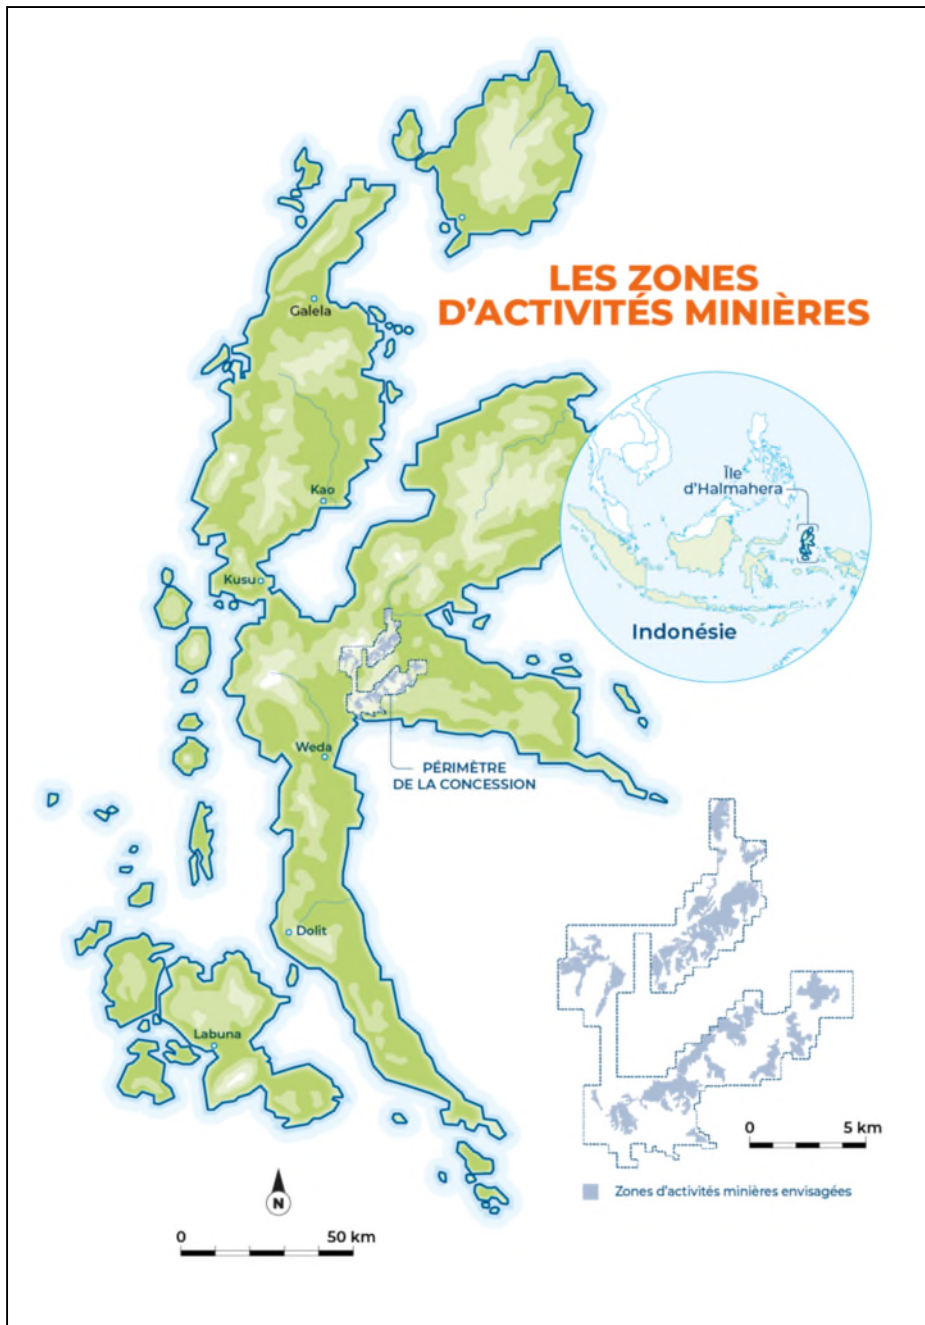 LES ZONES
D'ACTIVITÉS MINIÈRES
Galela
Île
d'Halmahera
Kao
Kusu
Indonésie
Weda
PÉRIMÈTRE
DE LA CONCESSION
Dolit
Labuna
0 5 km
Zones d'activités minières envisagées
N
0 50 km